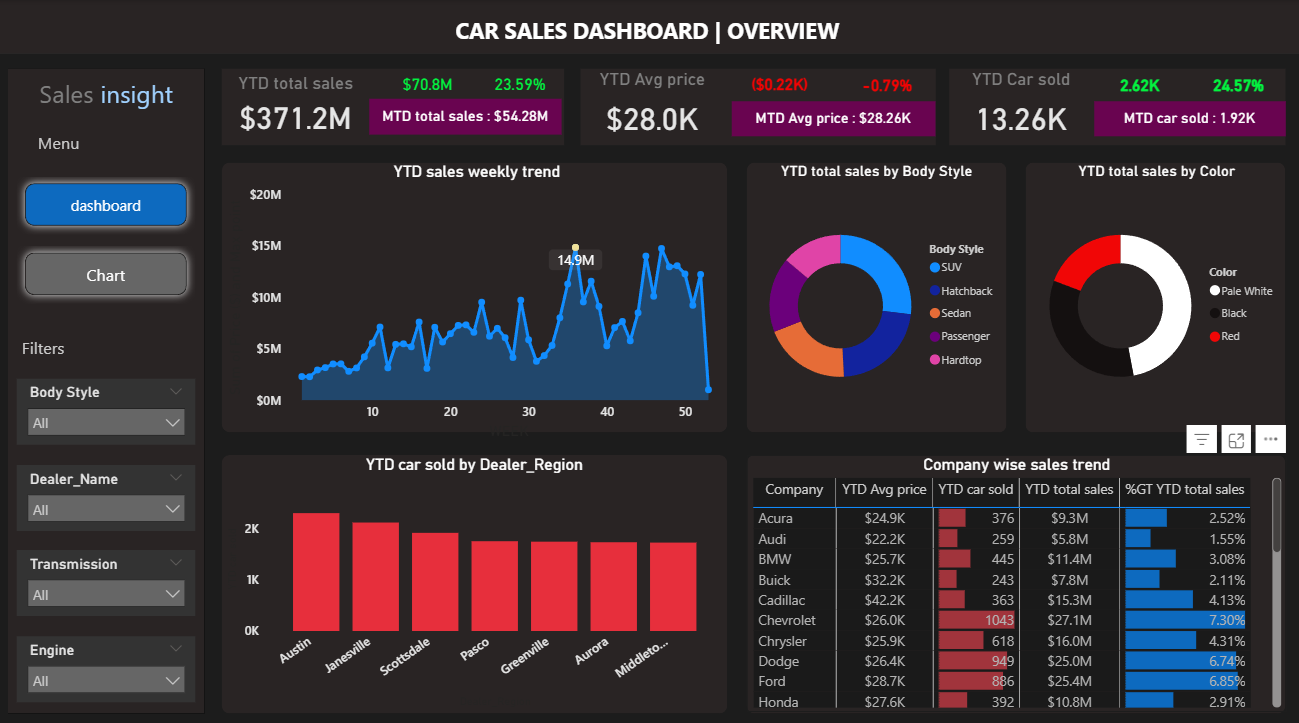 CAR SALES DASHBOARD | OVERVIEW
Sales insight
Menu
dashboard
Chart
Filters
Body Style
All
Dealer_Name
All
Transmission
All
Engine
All
YTD total sales
$70.8M
23.59%
$371.2M
MTD total sales : $54.28M
YTD Avg price
($0.22K)
-0.79%
$28.0K
MTD Avg price : $28.26K
YTD Car sold
2.62K
24.57%
13.26K
MTD car sold : 1.92K
YTD sales weekly trend
$20M
$15M
$10M
$5M
$0M
14.9M
10 20 30 40 50
YTD total sales by Body Style
Body Style
SUV
Hatchback
Sedan
Passenger
Hardtop
YTD total sales by Color
Color
Pale White
Black
Red
YTD car sold by Dealer_Region
2K
1K
0K
Austin
Janesville
Scottsdale
Pasco
Greenville
Aurora
Middleto...
Company wise sales trend
Company YTD Avg price YTD car sold YTD total sales %GT YTD total sales
Acura $24.9K 376 $9.3M 2.52%
Audi $22.2K 259 $5.8M 1.55%
BMW $25.7K 445 $11.4M 3.08%
Buick $32.2K 243 $7.8M 2.11%
Cadillac $42.2K 363 $15.3M 4.13%
Chevrolet $26.0K 1043 $27.1M 7.30%
Chrysler $25.9K 618 $16.0M 4.31%
Dodge $26.4K 949 $25.0M 6.74%
Ford $28.7K 886 $25.4M 6.85%
Honda $27.6K 392 $10.8M 2.91%